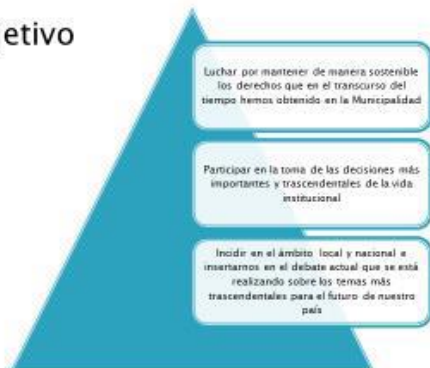 etivo
Luchar por mantener de manera sostenible
los derechos que en el transcurso del
tiempo hemos obtenido en la Municipalidad
Participar en la toma de las decisiones más
importantes y trascendentales de la vida
institucional
Incidir en el ámbito local y nacional e
insertarnos en el debate actual que se está
realizando sobre los temas más
trascendentales para el futuro de nuestro
país